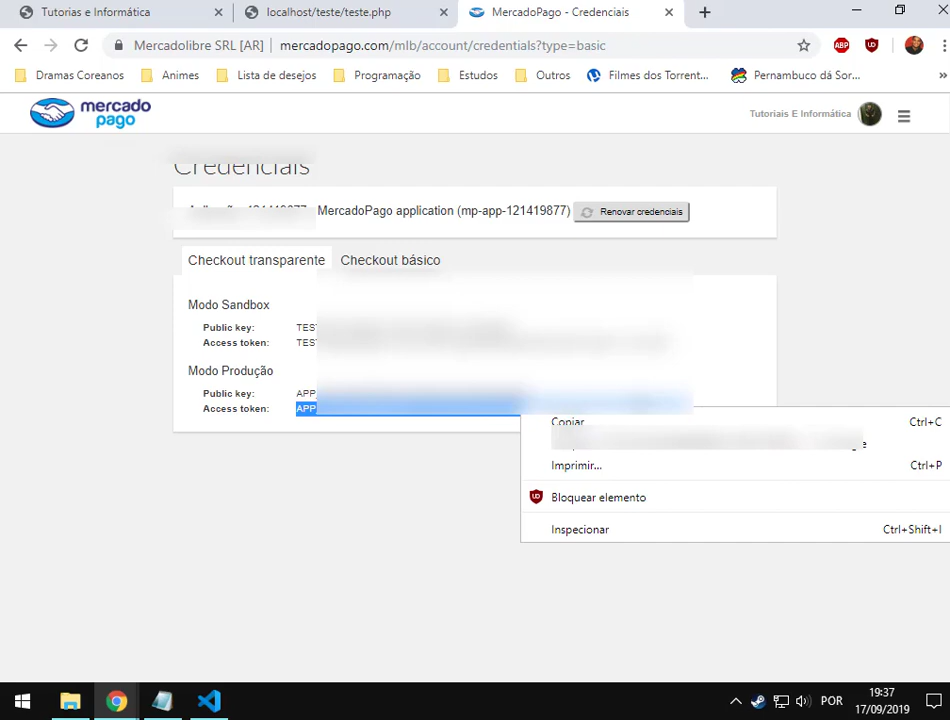 Tutorias e Informática
localhost/teste/teste.php
MercadoPago - Credenciais
Mercadolibre SRL [AR]
mercadopago.com/mlb/account/credentials?type=basic
ABP
Dramas Coreanos
Animes
Lista de desejos
Programação
Estudos
Outros
Filmes dos Torrent...
Pernambuco dá Sor...
»
mercado
pago
Tutoriais E Informática
Credenciais
MercadoPago application (mp-app-121419877)
Renovar credenciais
Checkout transparente
Checkout básico
Modo Sandbox
Public key: TEST
Access token: TEST
Modo Produção
Public key: APP
Access token: APP
Copiar Ctrl+C
Imprimir... Ctrl+P
Bloquear elemento
Inspecionar Ctrl+Shift+I
POR
19:37
17/09/2019